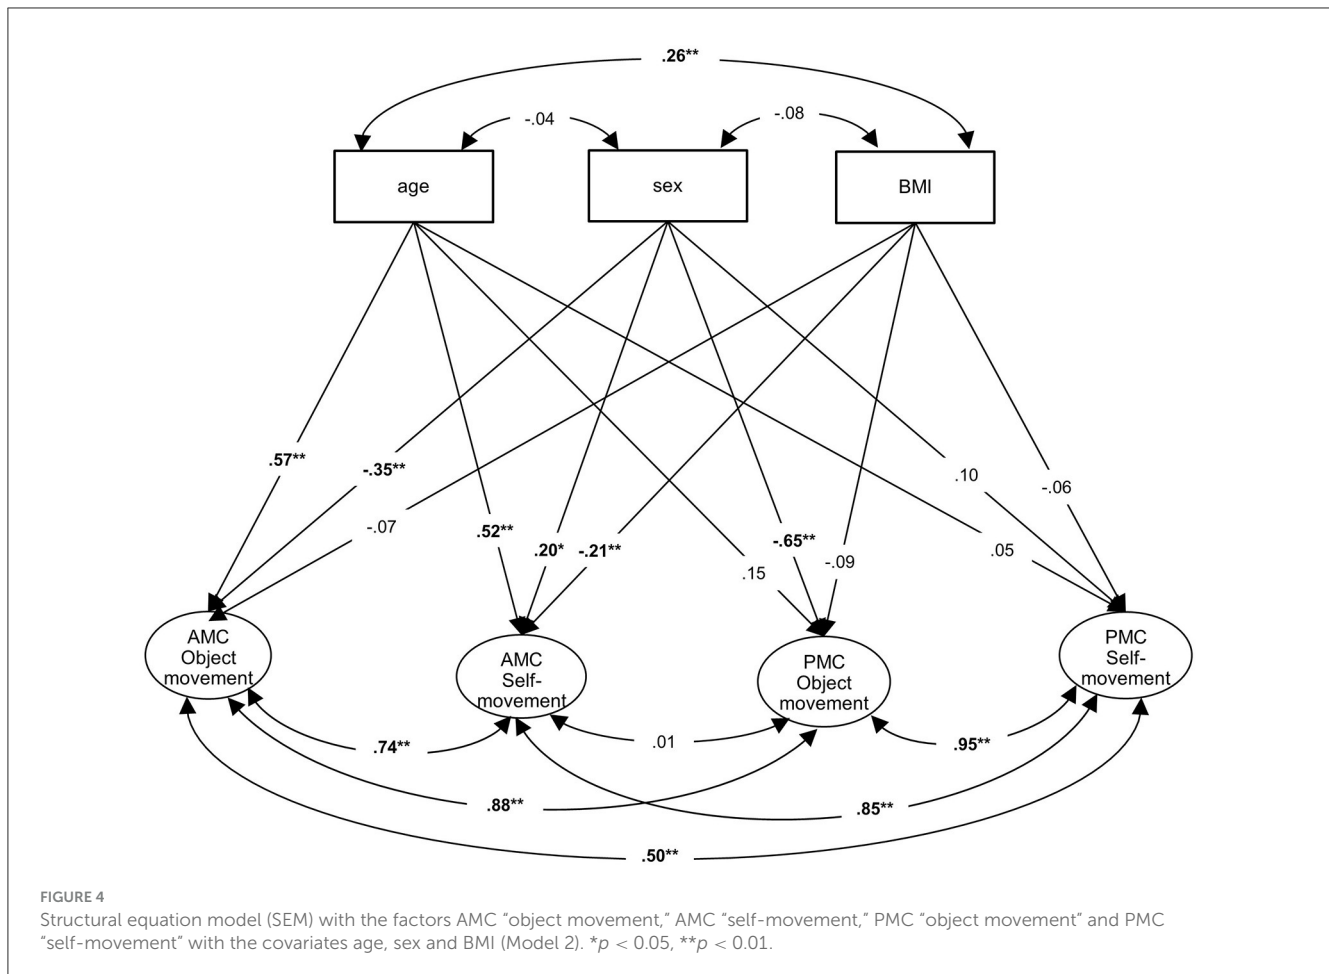 .26**
-.04
-.08
age
sex
BMI
.57**
-.35**
-.07
.52**
.20*
-.21**
.15
-.65**
-.09
.10
-.06
.05
AMC
Object
movement
AMC
Self-
movement
PMC
Object
movement
PMC
Self-
movement
.74**
.01
.95**
.88**
.85**
.50**
FIGURE 4
Structural equation model (SEM) with the factors AMC “object movement,” AMC “self-movement,” PMC “object movement” and PMC
“self-movement” with the covariates age, sex and BMI (Model 2). *p < 0.05, **p < 0.01.